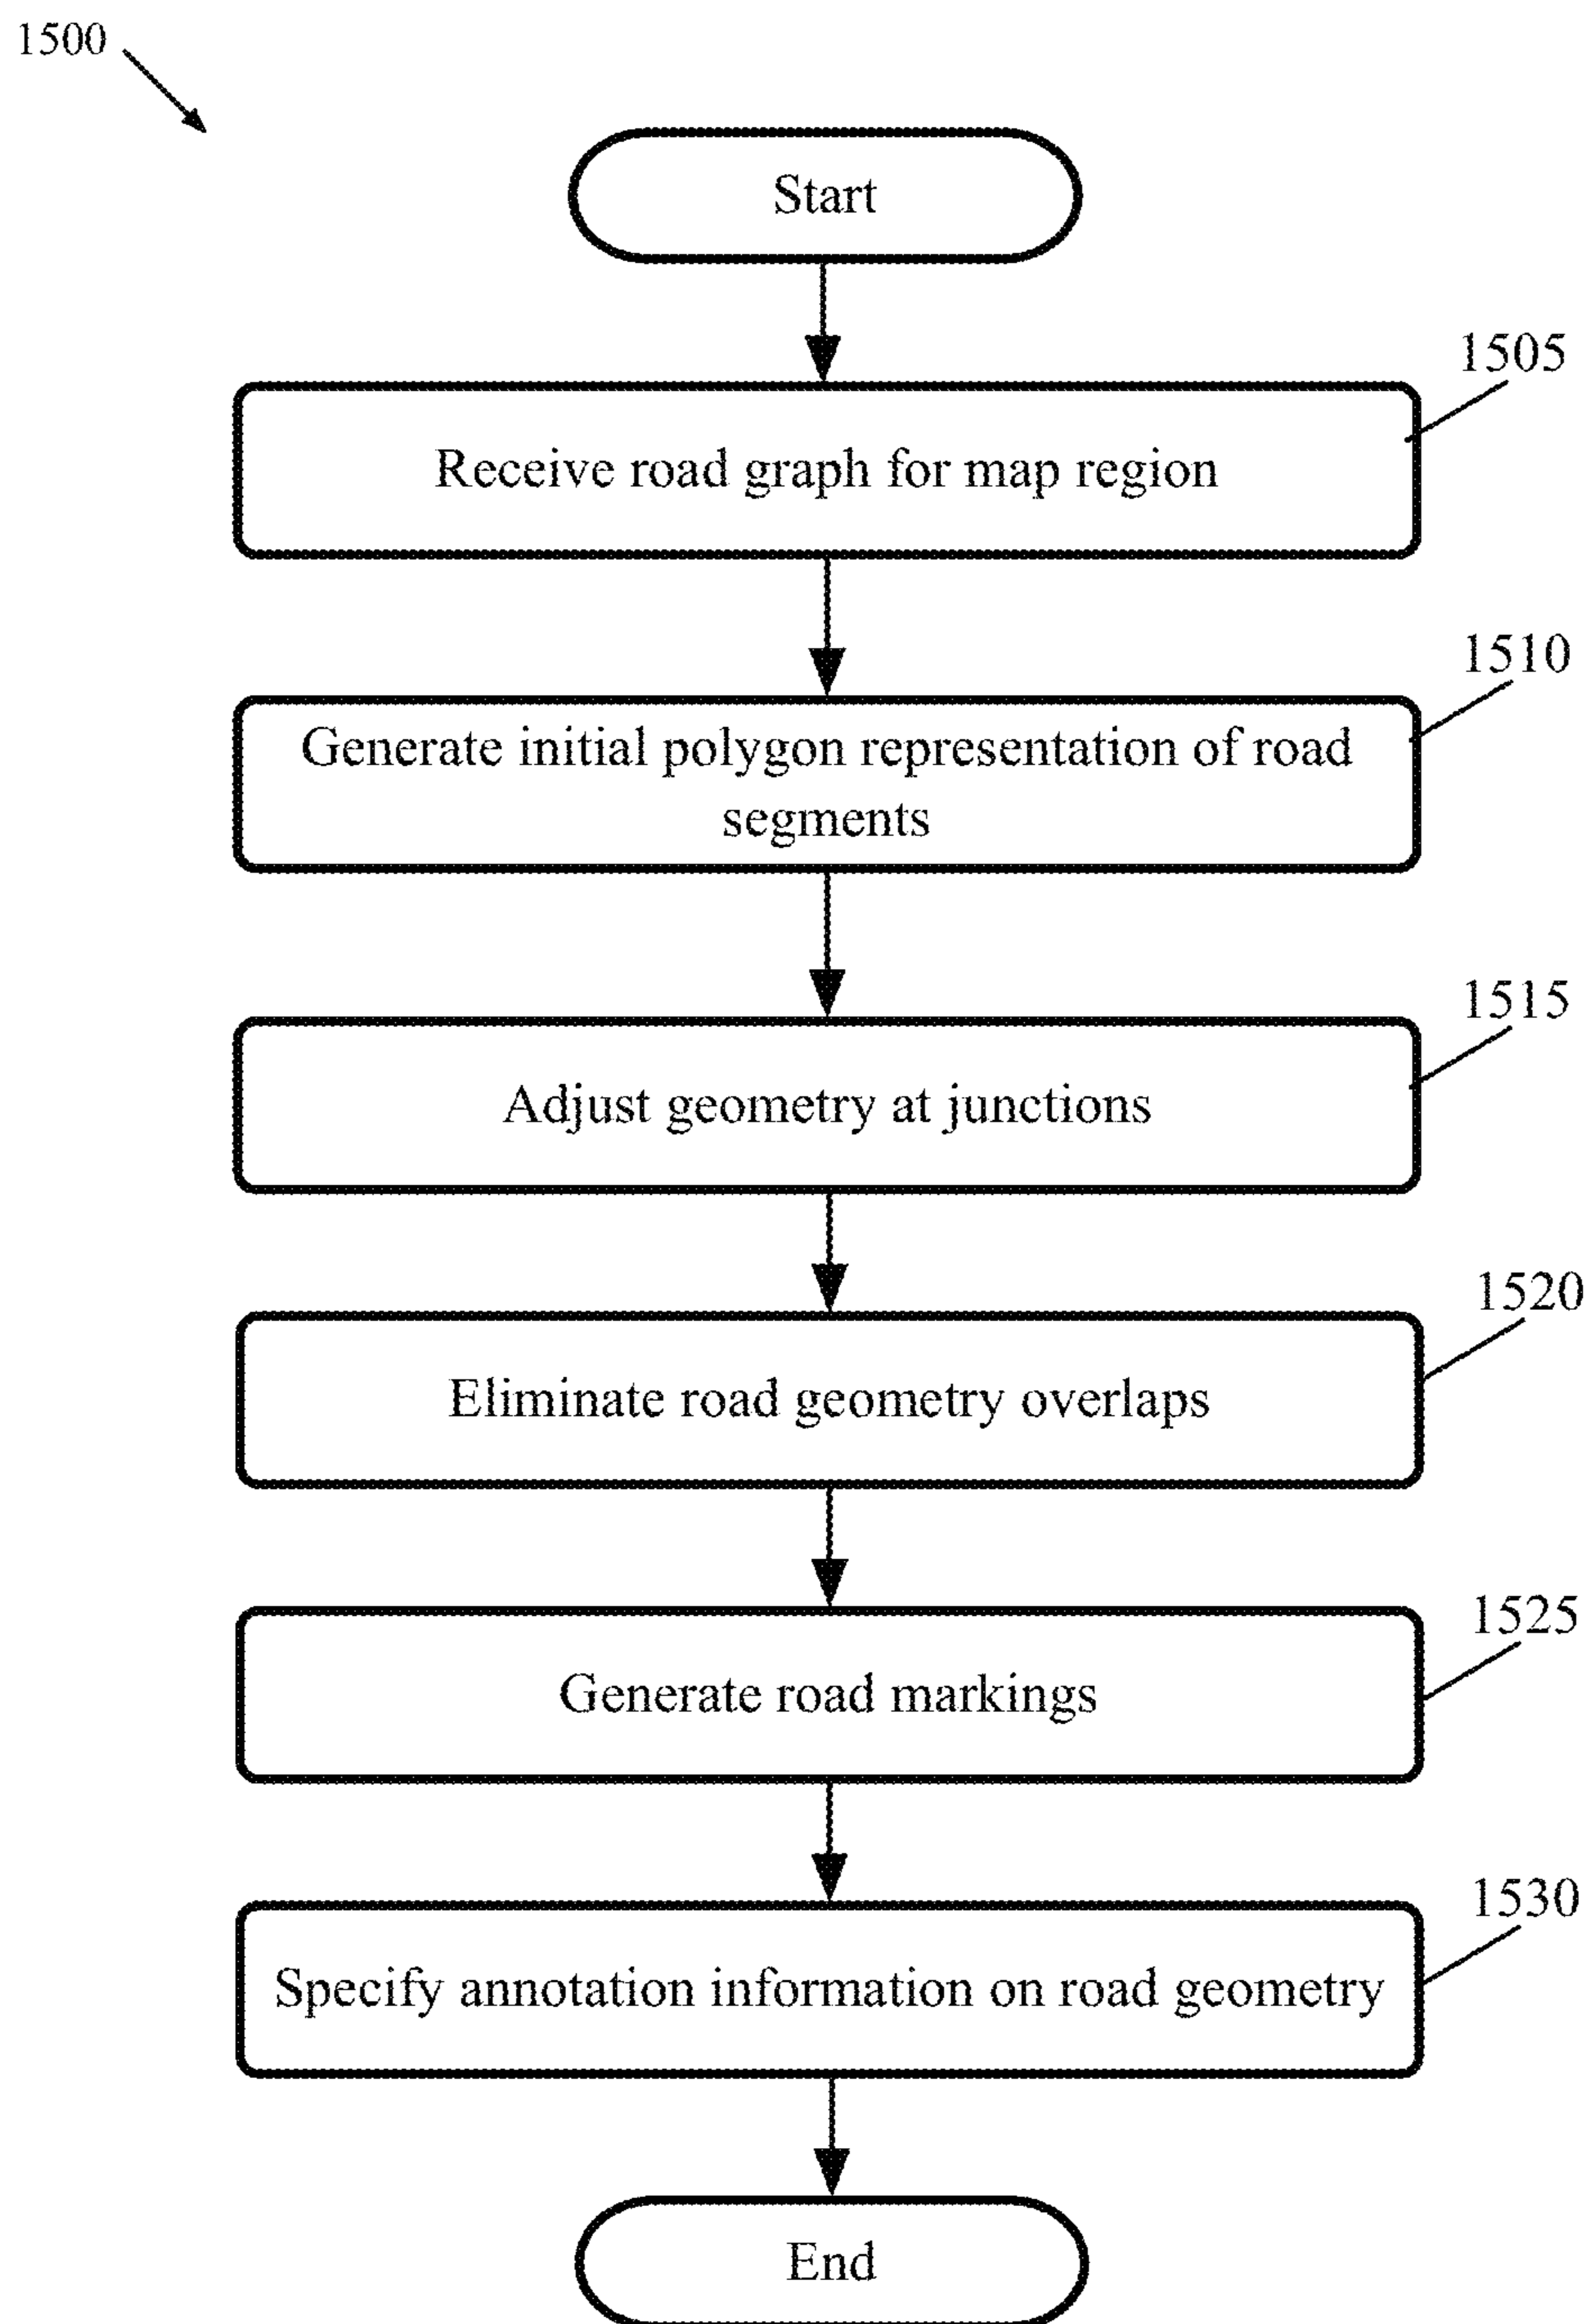 1500
Start
1505
Receive road graph for map region
1510
Generate initial polygon representation of road
segments
1515
Adjust geometry at junctions
1520
Eliminate road geometry overlaps
1525
Generate road markings
1530
Specify annotation information on road geometry
End